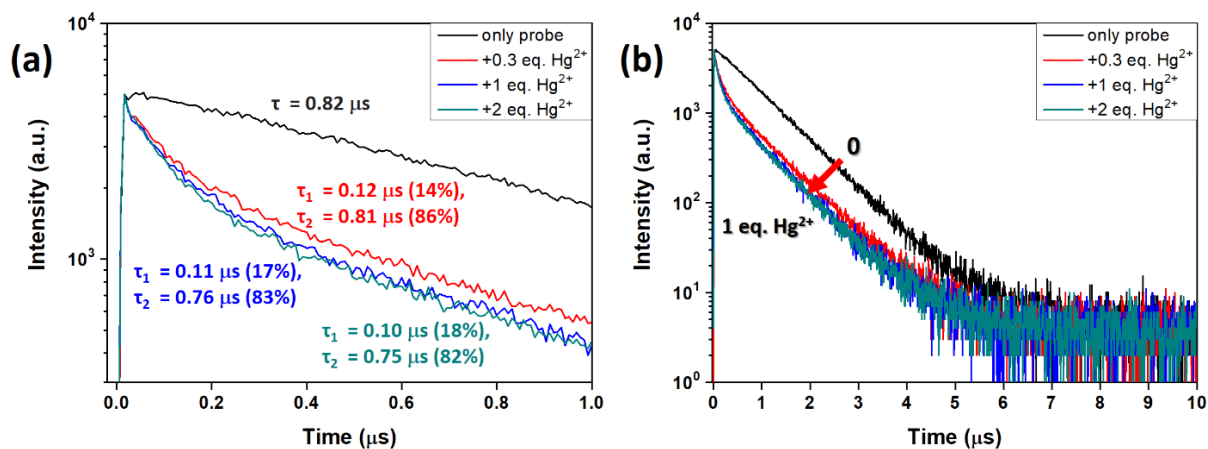 (a)
10⁴
10³
Intensity (a.u.)
only probe
+0.3 eq. Hg²⁺
+1 eq. Hg²⁺
+2 eq. Hg²⁺
τ = 0.82 μs
τ₁ = 0.12 μs (14%),
τ₂ = 0.81 μs (86%)
τ₁ = 0.11 μs (17%),
τ₂ = 0.76 μs (83%)
τ₁ = 0.10 μs (18%),
τ₂ = 0.75 μs (82%)
0.0 0.2 0.4 0.6 0.8 1.0
Time (μs)
(b)
10⁴
10³
10²
10¹
10⁰
Intensity (a.u.)
only probe
+0.3 eq. Hg²⁺
+1 eq. Hg²⁺
+2 eq. Hg²⁺
0
1 eq. Hg²⁺
0 1 2 3 4 5 6 7 8 9 10
Time (μs)